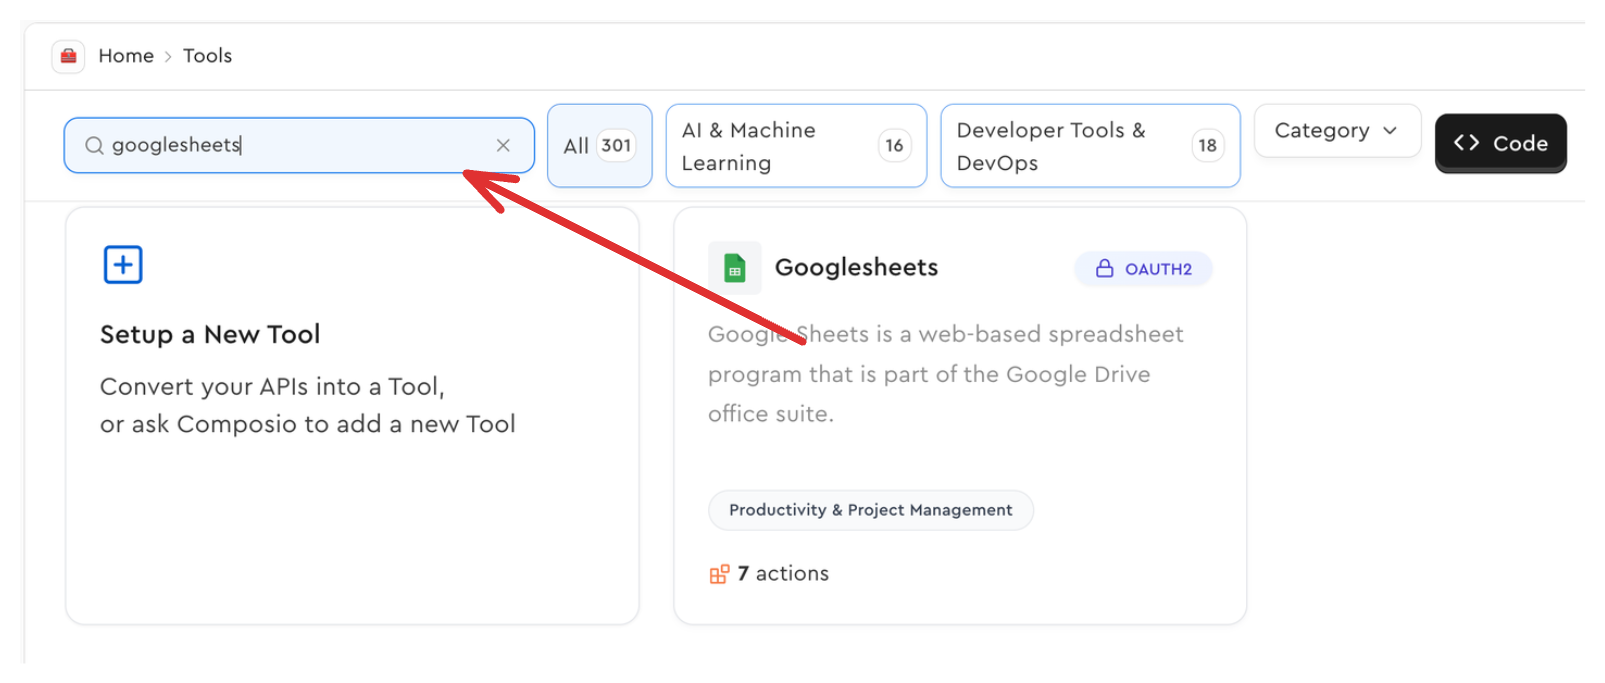 Home > Tools
googlesheets
All 301
AI & Machine
Learning
16
Developer Tools &
DevOps
18
Category
<> Code
Setup a New Tool
Convert your APIs into a Tool,
or ask Composio to add a new Tool
Googlesheets
OAUTH2
Google Sheets is a web-based spreadsheet
program that is part of the Google Drive
office suite.
Productivity & Project Management
7 actions